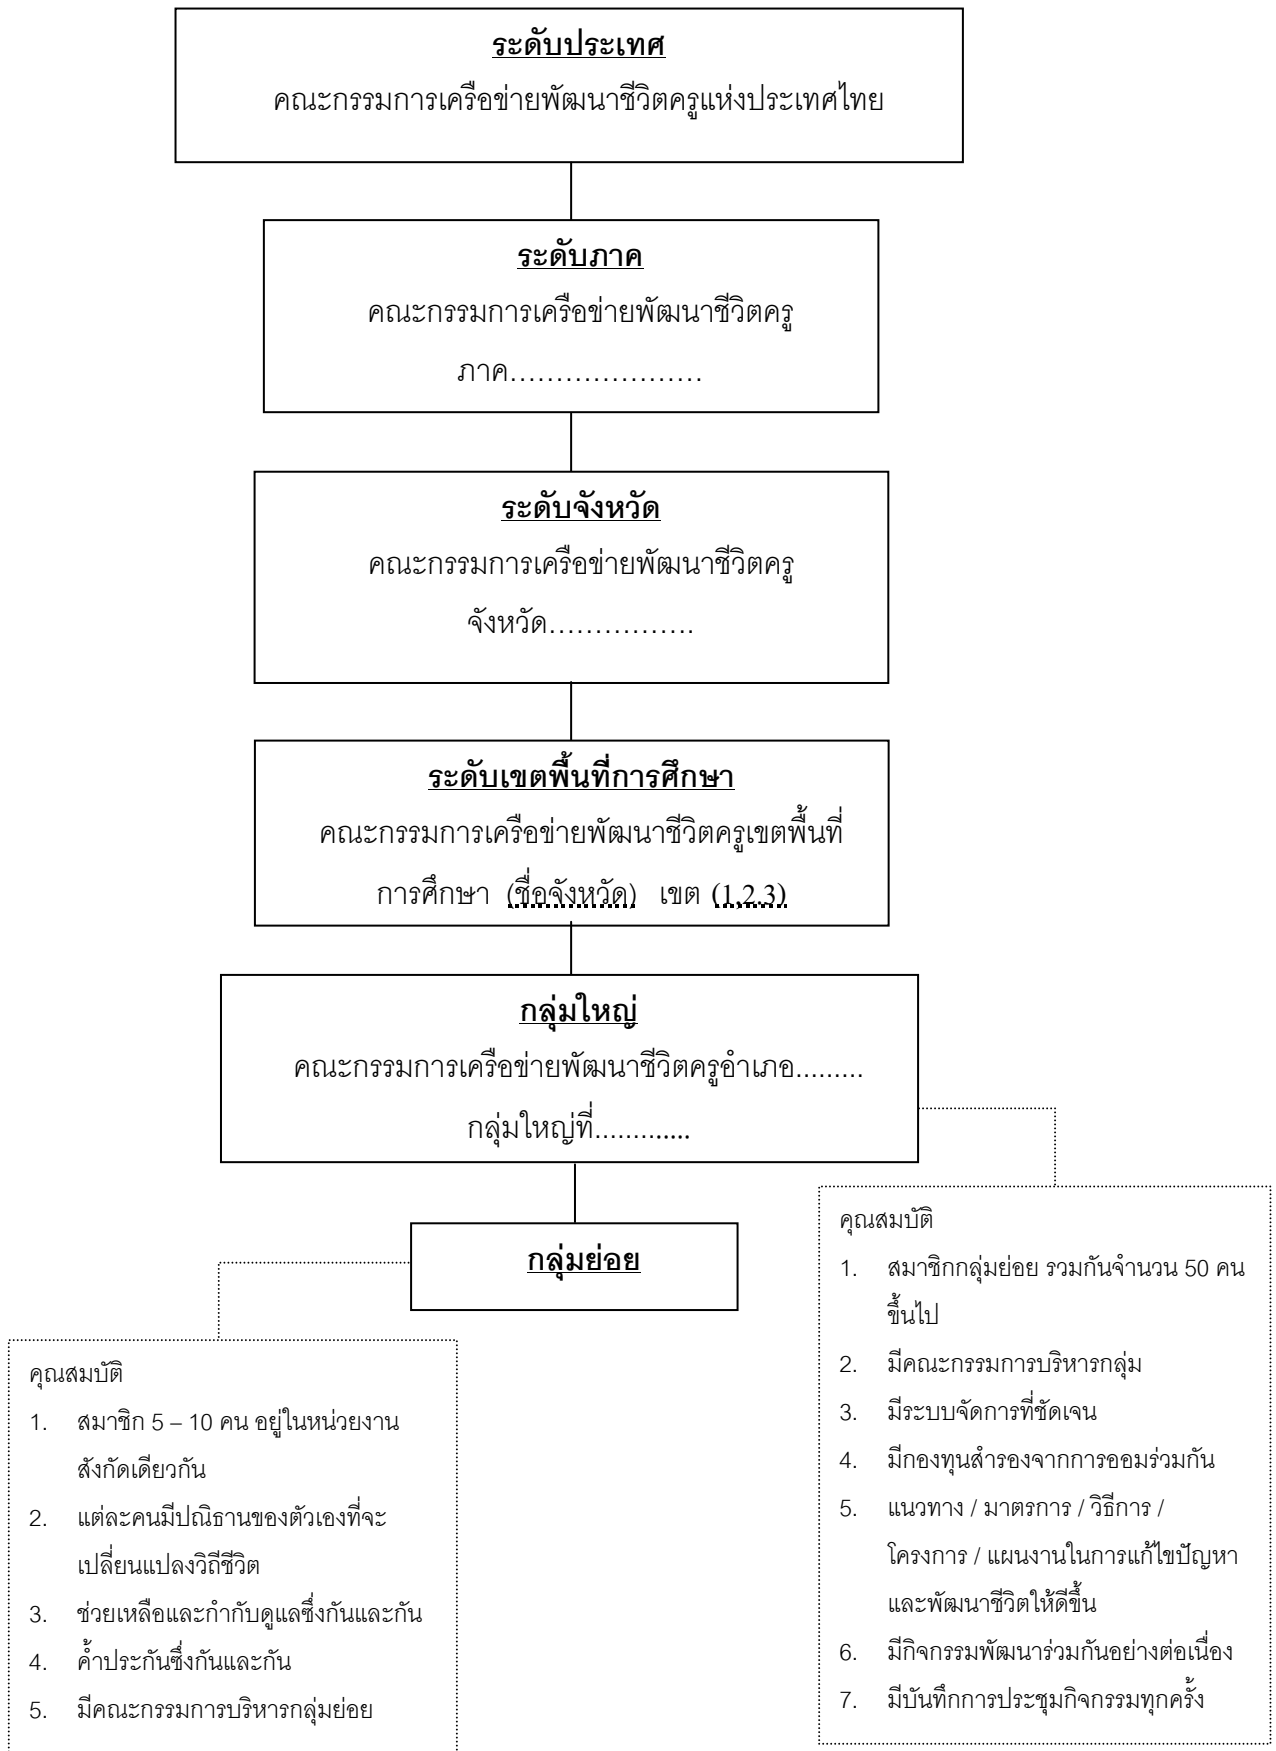 ระดับประเทศ
คณะกรรมการเครือข่ายพัฒนาชีวิตครูแห่งประเทศไทย
ระดับภาค
คณะกรรมการเครือข่ายพัฒนาชีวิตครู
ภาค.....................
ระดับจังหวัด
คณะกรรมการเครือข่ายพัฒนาชีวิตครู
จังหวัด................
ระดับเขตพื้นที่การศึกษา
คณะกรรมการเครือข่ายพัฒนาชีวิตครูเขตพื้นที่
การศึกษา (ชื่อจังหวัด) เขต (1,2,3)
กลุ่มใหญ่
คณะกรรมการเครือข่ายพัฒนาชีวิตครูอำเภอ.........
กลุ่มใหญ่ที่.............
กลุ่มย่อย
คุณสมบัติ
1. สมาชิก 5 – 10 คน อยู่ในหน่วยงาน
สังกัดเดียวกัน
2. แต่ละคนมีปณิธานของตัวเองที่จะ
เปลี่ยนแปลงวิถีชีวิต
3. ช่วยเหลือและกำกับดูแลซึ่งกันและกัน
4. ค้ำประกันซึ่งกันและกัน
5. มีคณะกรรมการบริหารกลุ่มย่อย
คุณสมบัติ
1. สมาชิกกลุ่มย่อย รวมกันจำนวน 50 คน
ขึ้นไป
2. มีคณะกรรมการบริหารกลุ่ม
3. มีระบบจัดการที่ชัดเจน
4. มีกองทุนสำรองจากการออมร่วมกัน
5. แนวทาง / มาตรการ / วิธีการ /
โครงการ / แผนงานในการแก้ไขปัญหา
และพัฒนาชีวิตให้ดีขึ้น
6. มีกิจกรรมพัฒนาร่วมกันอย่างต่อเนื่อง
7. มีบันทึกการประชุมกิจกรรมทุกครั้ง